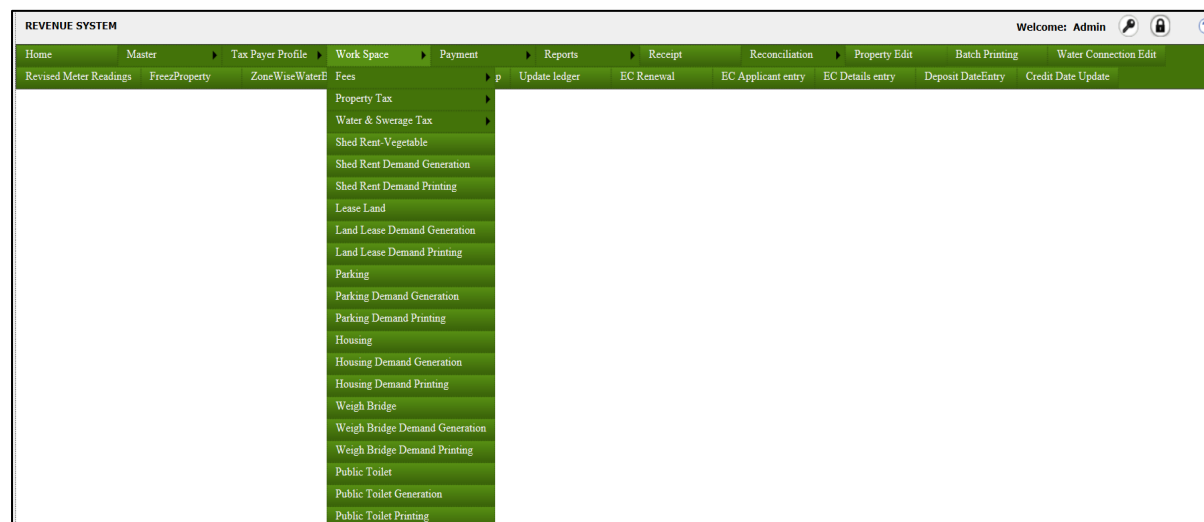 REVENUE SYSTEM Welcome: Admin
Home Master Tax Payer Profile Work Space Payment Reports Receipt Reconciliation Property Edit Batch Printing Water Connection Edit
Revised Meter Readings FreezProperty ZoneWiseWaterB Fees p Update ledger EC Renewal EC Applicant entry EC Details entry Deposit DateEntry Credit Date Update
Property Tax
Water & Swerage Tax
Shed Rent-Vegetable
Shed Rent Demand Generation
Shed Rent Demand Printing
Lease Land
Land Lease Demand Generation
Land Lease Demand Printing
Parking
Parking Demand Generation
Parking Demand Printing
Housing
Housing Demand Generation
Housing Demand Printing
Weigh Bridge
Weigh Bridge Demand Generation
Weigh Bridge Demand Printing
Public Toilet
Public Toilet Generation
Public Toilet Printing